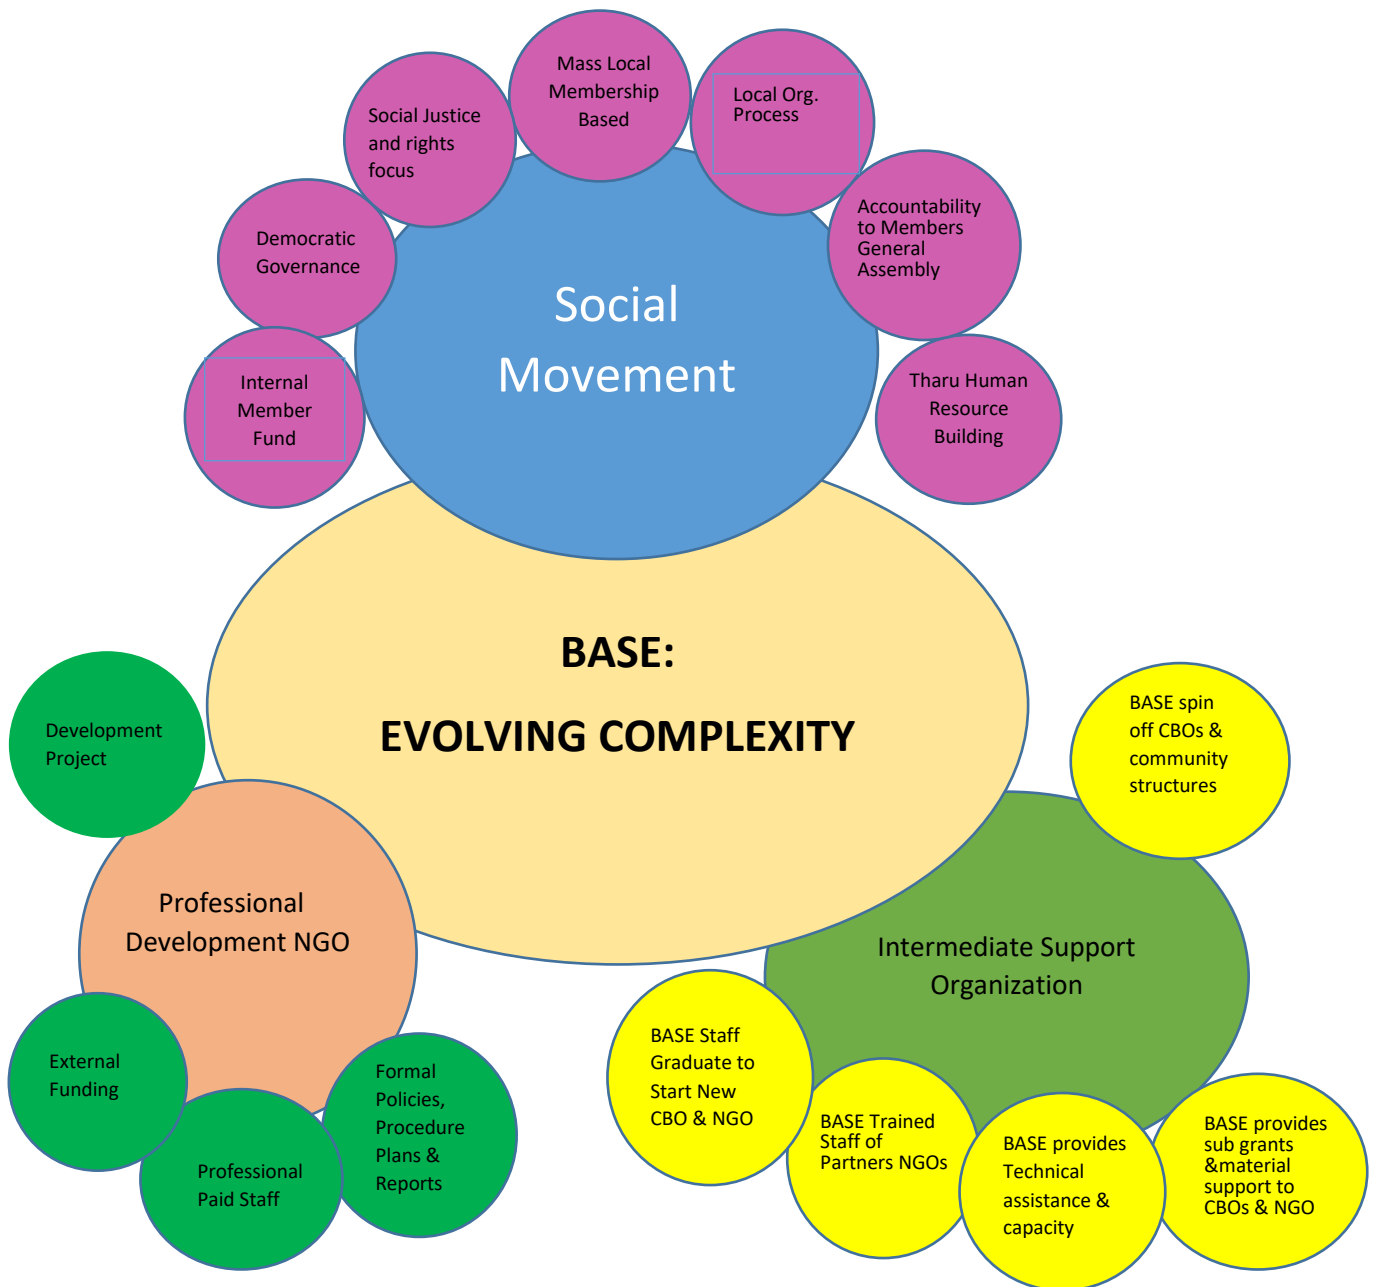 Mass Local
Membership
Based
Local Org.
Process
Social Justice
and rights
focus
Accountability
to Members
General
Assembly
Democratic
Governance
Social
Movement
Internal
Member
Fund
Tharu Human
Resource
Building
BASE:
EVOLVING COMPLEXITY
Development
Project
BASE spin
off CBOs &
community
structures
Professional
Development NGO
Intermediate Support
Organization
External
Funding
Professional
Paid Staff
Formal
Policies,
Procedure
Plans &
Reports
BASE Staff
Graduate to
Start New
CBO & NGO
BASE Trained
Staff of
Partners NGOs
BASE provides
Technical
assistance &
capacity
BASE provides
sub grants
&material
support to
CBOs & NGO